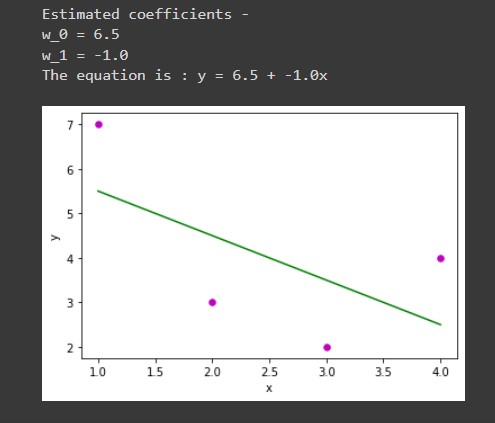 Estimated coefficients -
w_0 = 6.5
w_1 = -1.0
The equation is : y = 6.5 + -1.0x
7
6
5
y
4
3
2
1.0 1.5 2.0 2.5 3.0 3.5 4.0
x